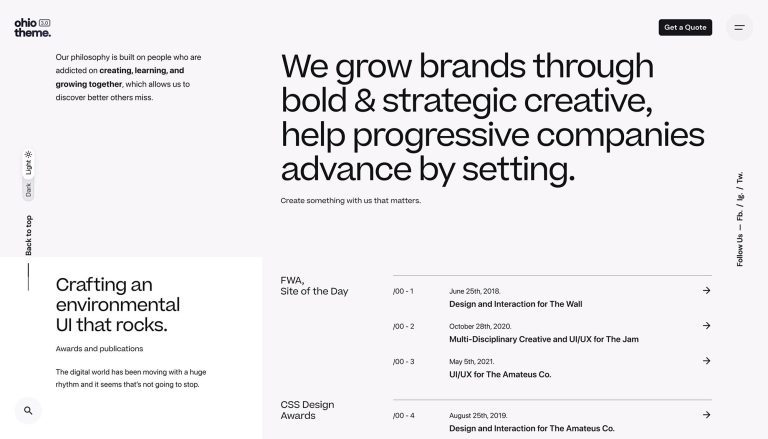 ohio 3.0
theme.
Get a Quote
Our philosophy is built on people who are
addicted on creating, learning, and
growing together, which allows us to
discover better others miss.
We grow brands through
bold & strategic creative,
help progressive companies
advance by setting.
Create something with us that matters.
Light
Dark
Back to top
Follow Us — Fb. / Ig. / Tw.
Crafting an
environmental
UI that rocks.
Awards and publications
The digital world has been moving with a huge
rhythm and it seems that's not going to stop.
FWA,
Site of the Day
/00 - 1
June 25th, 2018.
Design and Interaction for The Wall
/00 - 2
October 28th, 2020.
Multi-Disciplinary Creative and UI/UX for The Jam
/00 - 3
May 5th, 2021.
UI/UX for The Amateus Co.
CSS Design
Awards
/00 - 4
August 25th, 2019.
Design and Interaction for The Amateus Co.